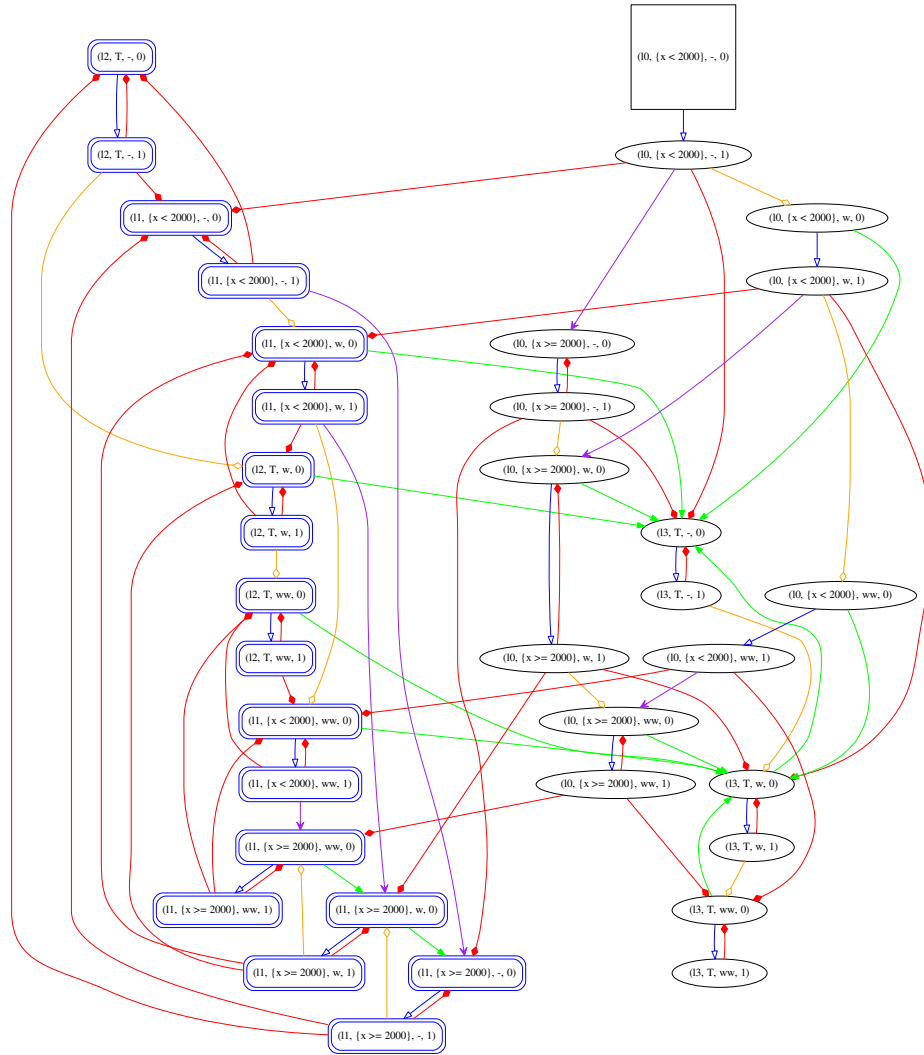 (l2, T, -, 0)
(l0, {x < 2000}, -, 0)
(l2, T, -, 1)
(l0, {x < 2000}, -, 1)
(l1, {x < 2000}, -, 0)
(l0, {x < 2000}, w, 0)
(l1, {x < 2000}, -, 1)
(l0, {x < 2000}, w, 1)
(l1, {x < 2000}, w, 0)
(l0, {x >= 2000}, -, 0)
(l1, {x < 2000}, w, 1)
(l0, {x >= 2000}, -, 1)
(l2, T, w, 0)
(l0, {x >= 2000}, w, 0)
(l2, T, w, 1)
(l3, T, -, 0)
(l2, T, ww, 0)
(l3, T, -, 1)
(l0, {x < 2000}, ww, 0)
(l2, T, ww, 1)
(l0, {x >= 2000}, w, 1)
(l0, {x < 2000}, ww, 1)
(l1, {x < 2000}, ww, 0)
(l0, {x >= 2000}, ww, 0)
(l1, {x < 2000}, ww, 1)
(l0, {x >= 2000}, ww, 1)
(l3, T, w, 0)
(l1, {x >= 2000}, ww, 0)
(l3, T, w, 1)
(l1, {x >= 2000}, ww, 1)
(l1, {x >= 2000}, w, 0)
(l3, T, ww, 0)
(l1, {x >= 2000}, w, 1)
(l1, {x >= 2000}, -, 0)
(l3, T, ww, 1)
(l1, {x >= 2000}, -, 1)